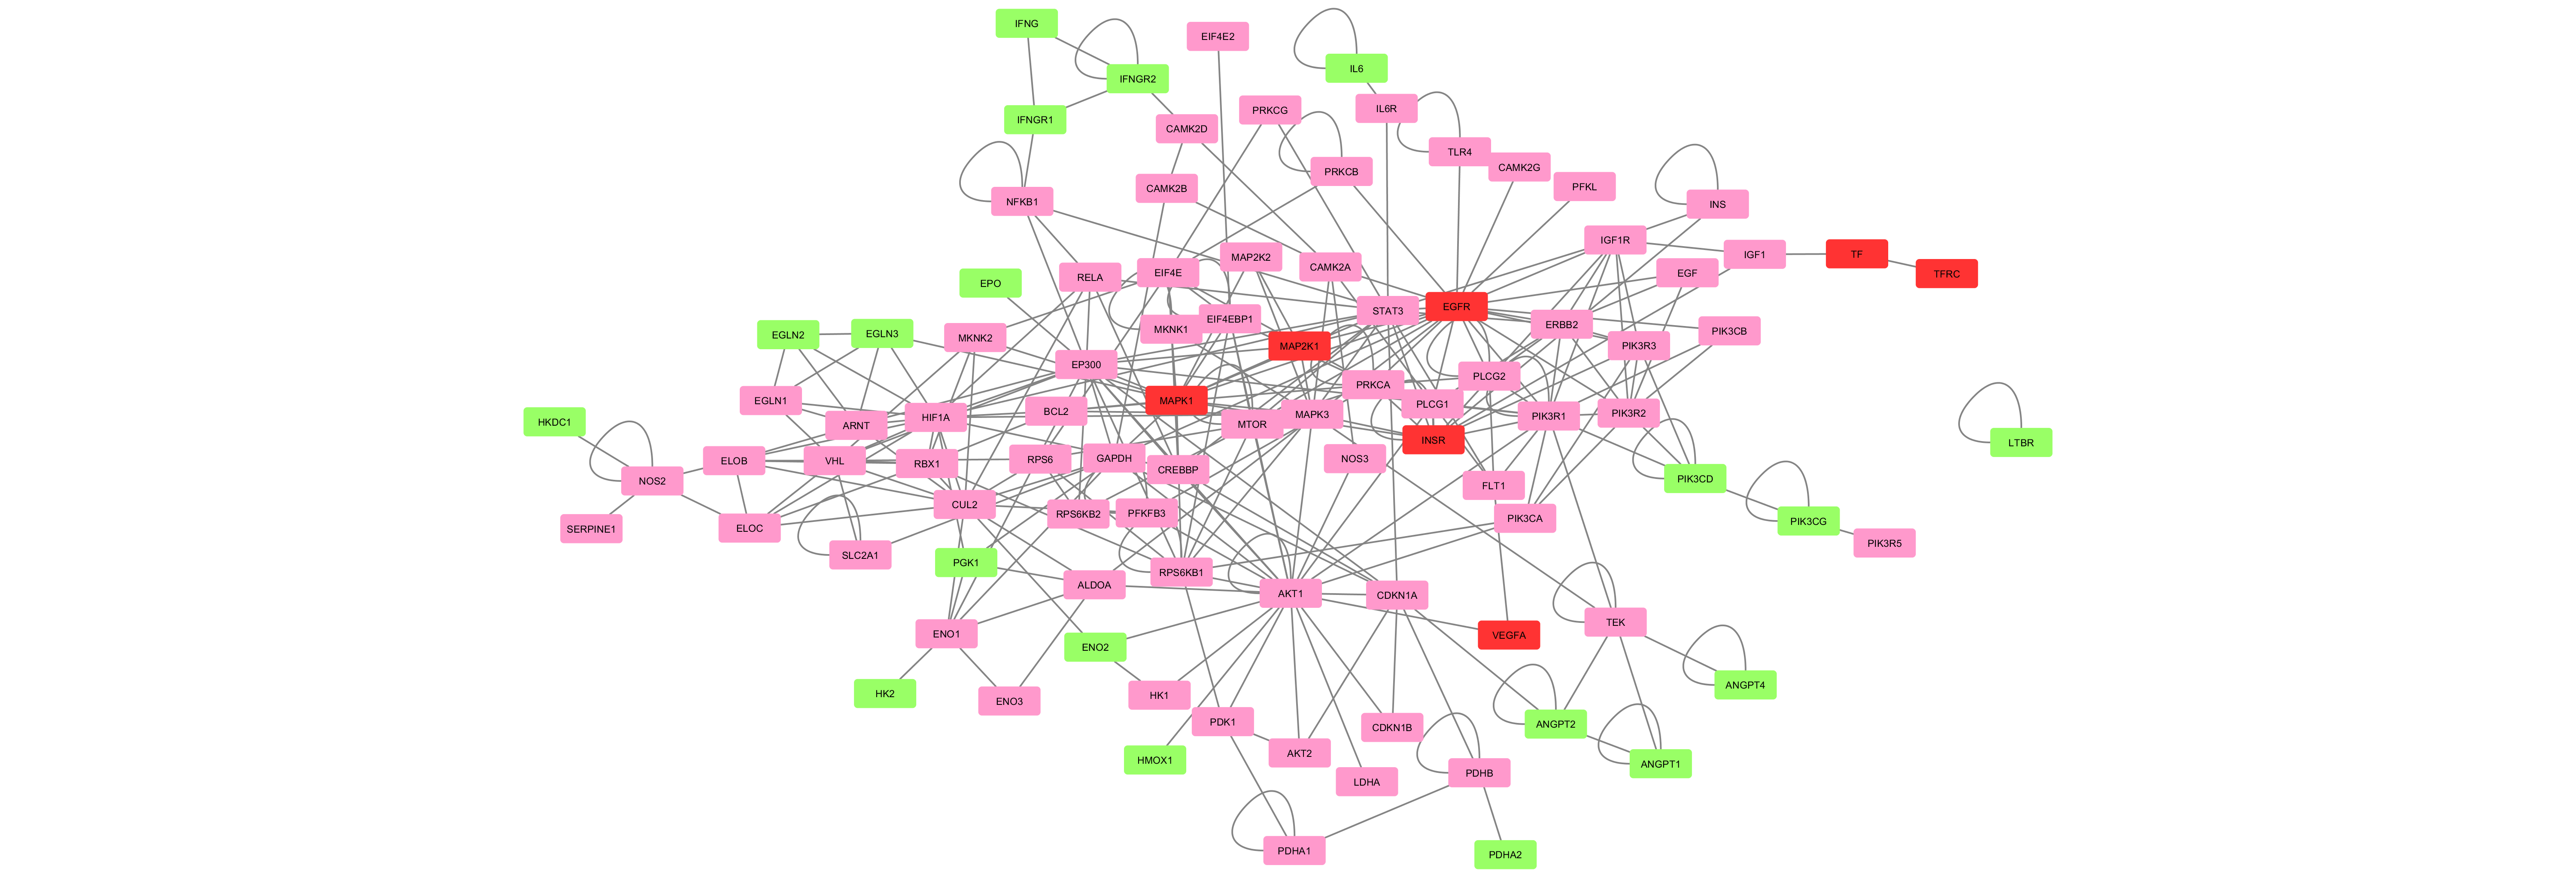 IFNG
EIF4E2
IL6
IFNGR2
IL6R
PRKCG
IFNGR1
CAMK2D
TLR4
CAMK2G
PRKCB
PFKL
CAMK2B
NFKB1
INS
IGF1R
IGF1
TF
MAP2K2
CAMK2A
EIF4E
EGF
TFRC
RELA
EPO
EGFR
STAT3
EIF4EBP1
ERBB2
MKNK1
PIK3CB
EGLN2
EGLN3
MKNK2
MAP2K1
PIK3R3
EP300
PLCG2
PRKCA
EGLN1
MAPK1
PLCG1
BCL2
MAPK3
PIK3R1
PIK3R2
HIF1A
HKDC1
ARNT
MTOR
INSR
LTBR
ELOB
VHL
RBX1
RPS6
GAPDH
NOS3
CREBBP
PIK3CD
NOS2
FLT1
CUL2
RPS6KB2
PFKFB3
PIK3CA
PIK3CG
SERPINE1
ELOC
PIK3R5
SLC2A1
PGK1
RPS6KB1
ALDOA
AKT1
CDKN1A
TEK
ENO1
VEGFA
ENO2
ANGPT4
HK2
HK1
ENO3
PDK1
ANGPT2
CDKN1B
AKT2
HMOX1
ANGPT1
PDHB
LDHA
PDHA1
PDHA2